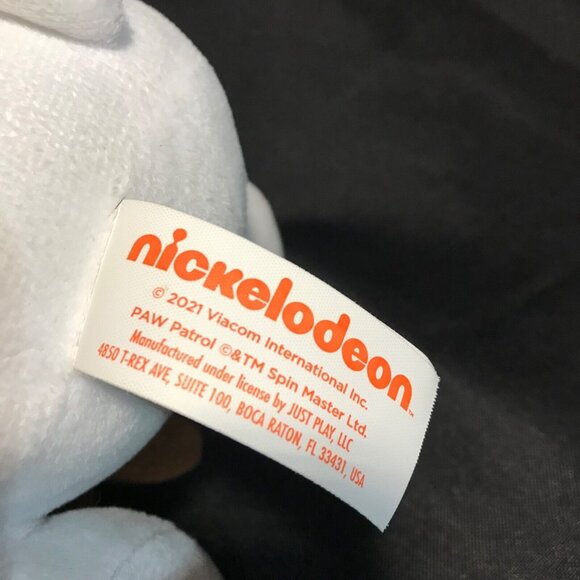 nickelodeon™
© 2021 Viacom International Inc.
PAW Patrol ©&TM Spin Master Ltd.
Manufactured under license by JUST PLAY, LLC
4850 T-REX AVE, SUITE 100, BOCA RATON, FL 33431, USA